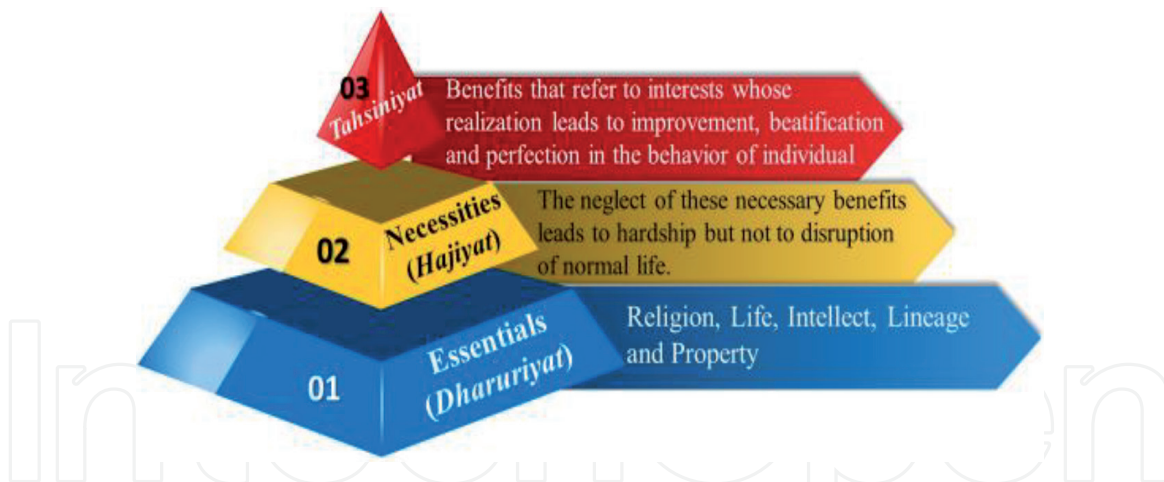 03
Tahsiniyat
Benefits that refer to interests whose
realization leads to improvement, beatification
and perfection in the behavior of individual
02
Necessities
(Hajiyat)
The neglect of these necessary benefits
leads to hardship but not to disruption
of normal life.
01
Essentials
(Dharuriyat)
Religion, Life, Intellect, Lineage
and Property
IntechOpen